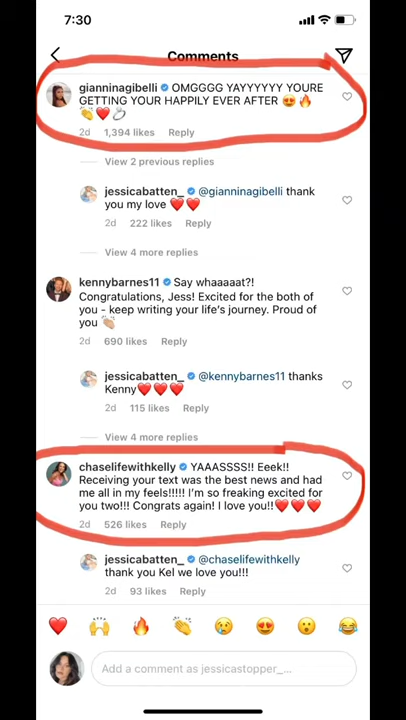 7:30
Comments
gianninagibelli OMGGGG YAYYYYYY YOURE
GETTING YOUR HAPPILY EVER AFTER 😍🔥
👏🏼❤️💍
2d 1,394 likes Reply
View 2 previous replies
jessicabatten_ @gianninagibelli thank
you my love ❤️❤️
2d 222 likes Reply
View 4 more replies
kennybarnes11 Say whaaaaat?!
Congratulations, Jess! Excited for the both of
you - keep writing your life's journey. Proud of
you 👏🏼
2d 690 likes Reply
jessicabatten_ @kennybarnes11 thanks
Kenny❤️❤️❤️
2d 115 likes Reply
View 4 more replies
chaselifewithkelly YAAASSSS!! Eeek!!
Receiving your text was the best news and had
me all in my feels!!!!! I'm so freaking excited for
you two!!! Congrats again! I love you!!❤️❤️❤️
2d 526 likes Reply
jessicabatten_ @chaselifewithkelly
thank you Kel we love you!!!
2d 93 likes Reply
❤️🙌🔥👏😢😍😮😂
Add a comment as jessicastopper_...